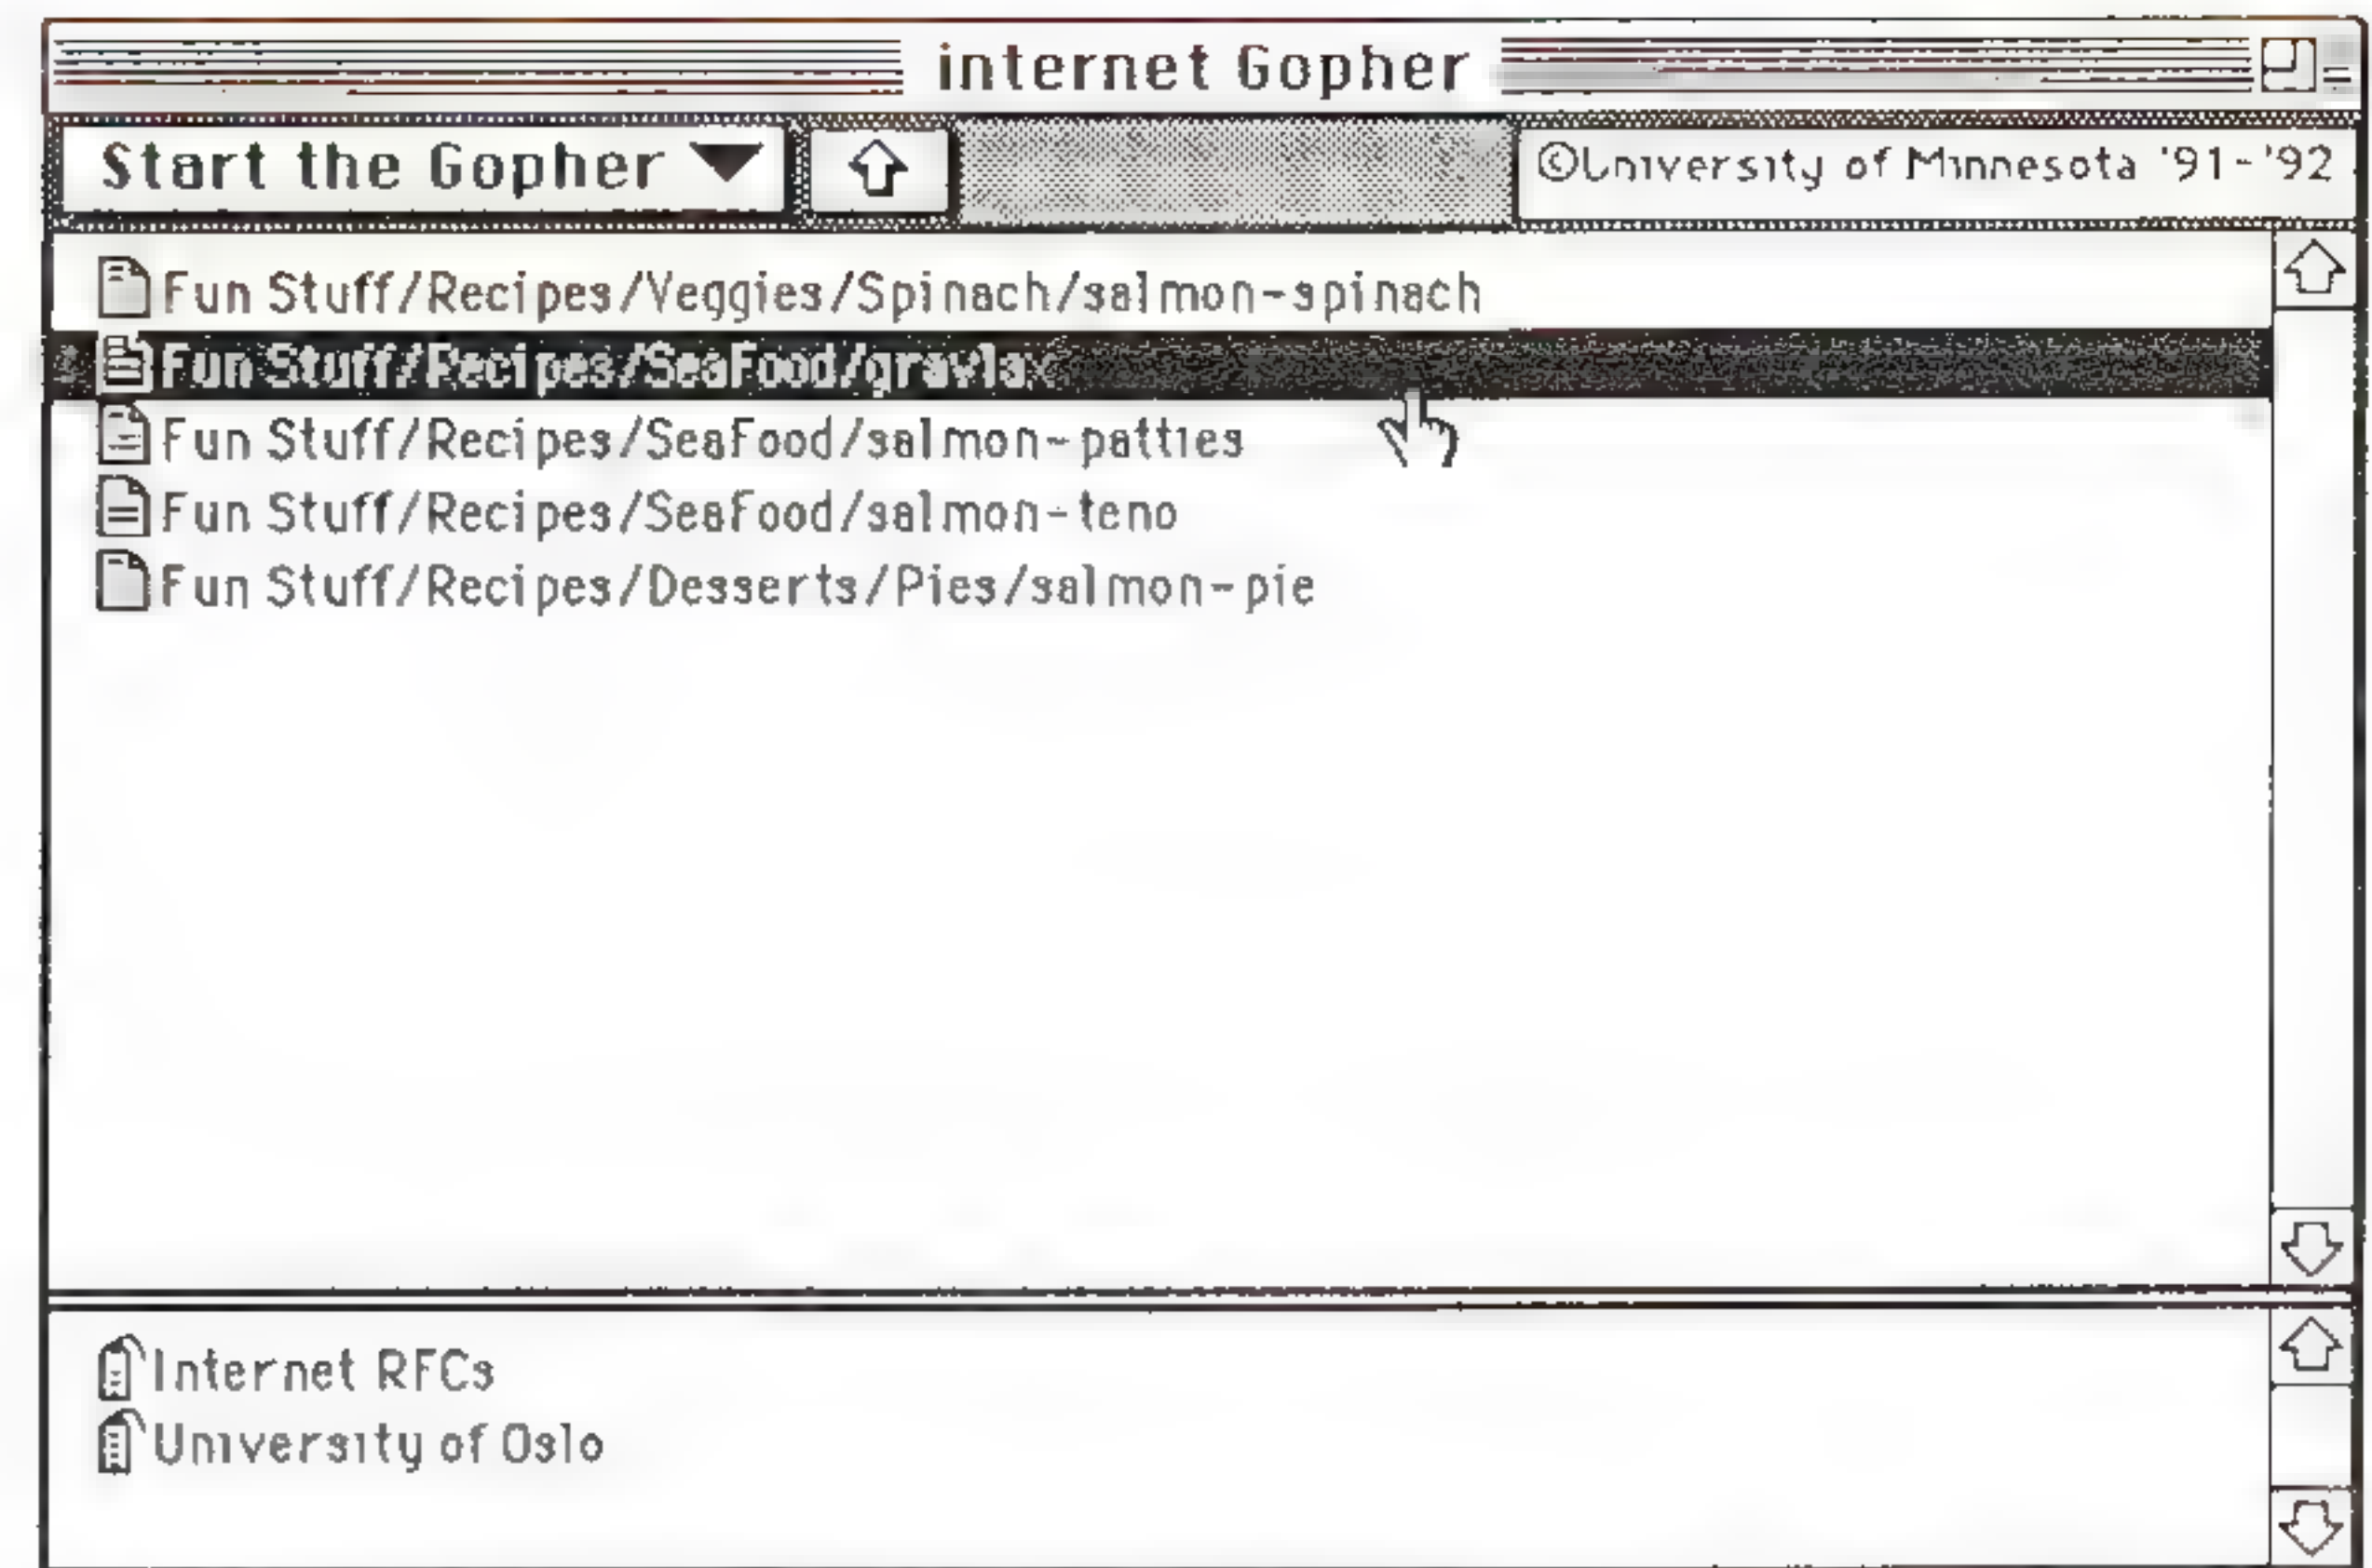 internet Gopher
Start the Gopher
©University of Minnesota '91-'92
Fun Stuff/Recipes/Veggies/Spinach/salmon-spinach
Fun Stuff/Recipes/SeaFood/gravlax
Fun Stuff/Recipes/SeaFood/salmon-patties
Fun Stuff/Recipes/SeaFood/salmon-teno
Fun Stuff/Recipes/Desserts/Pies/salmon-pie
Internet RFCs
University of Oslo